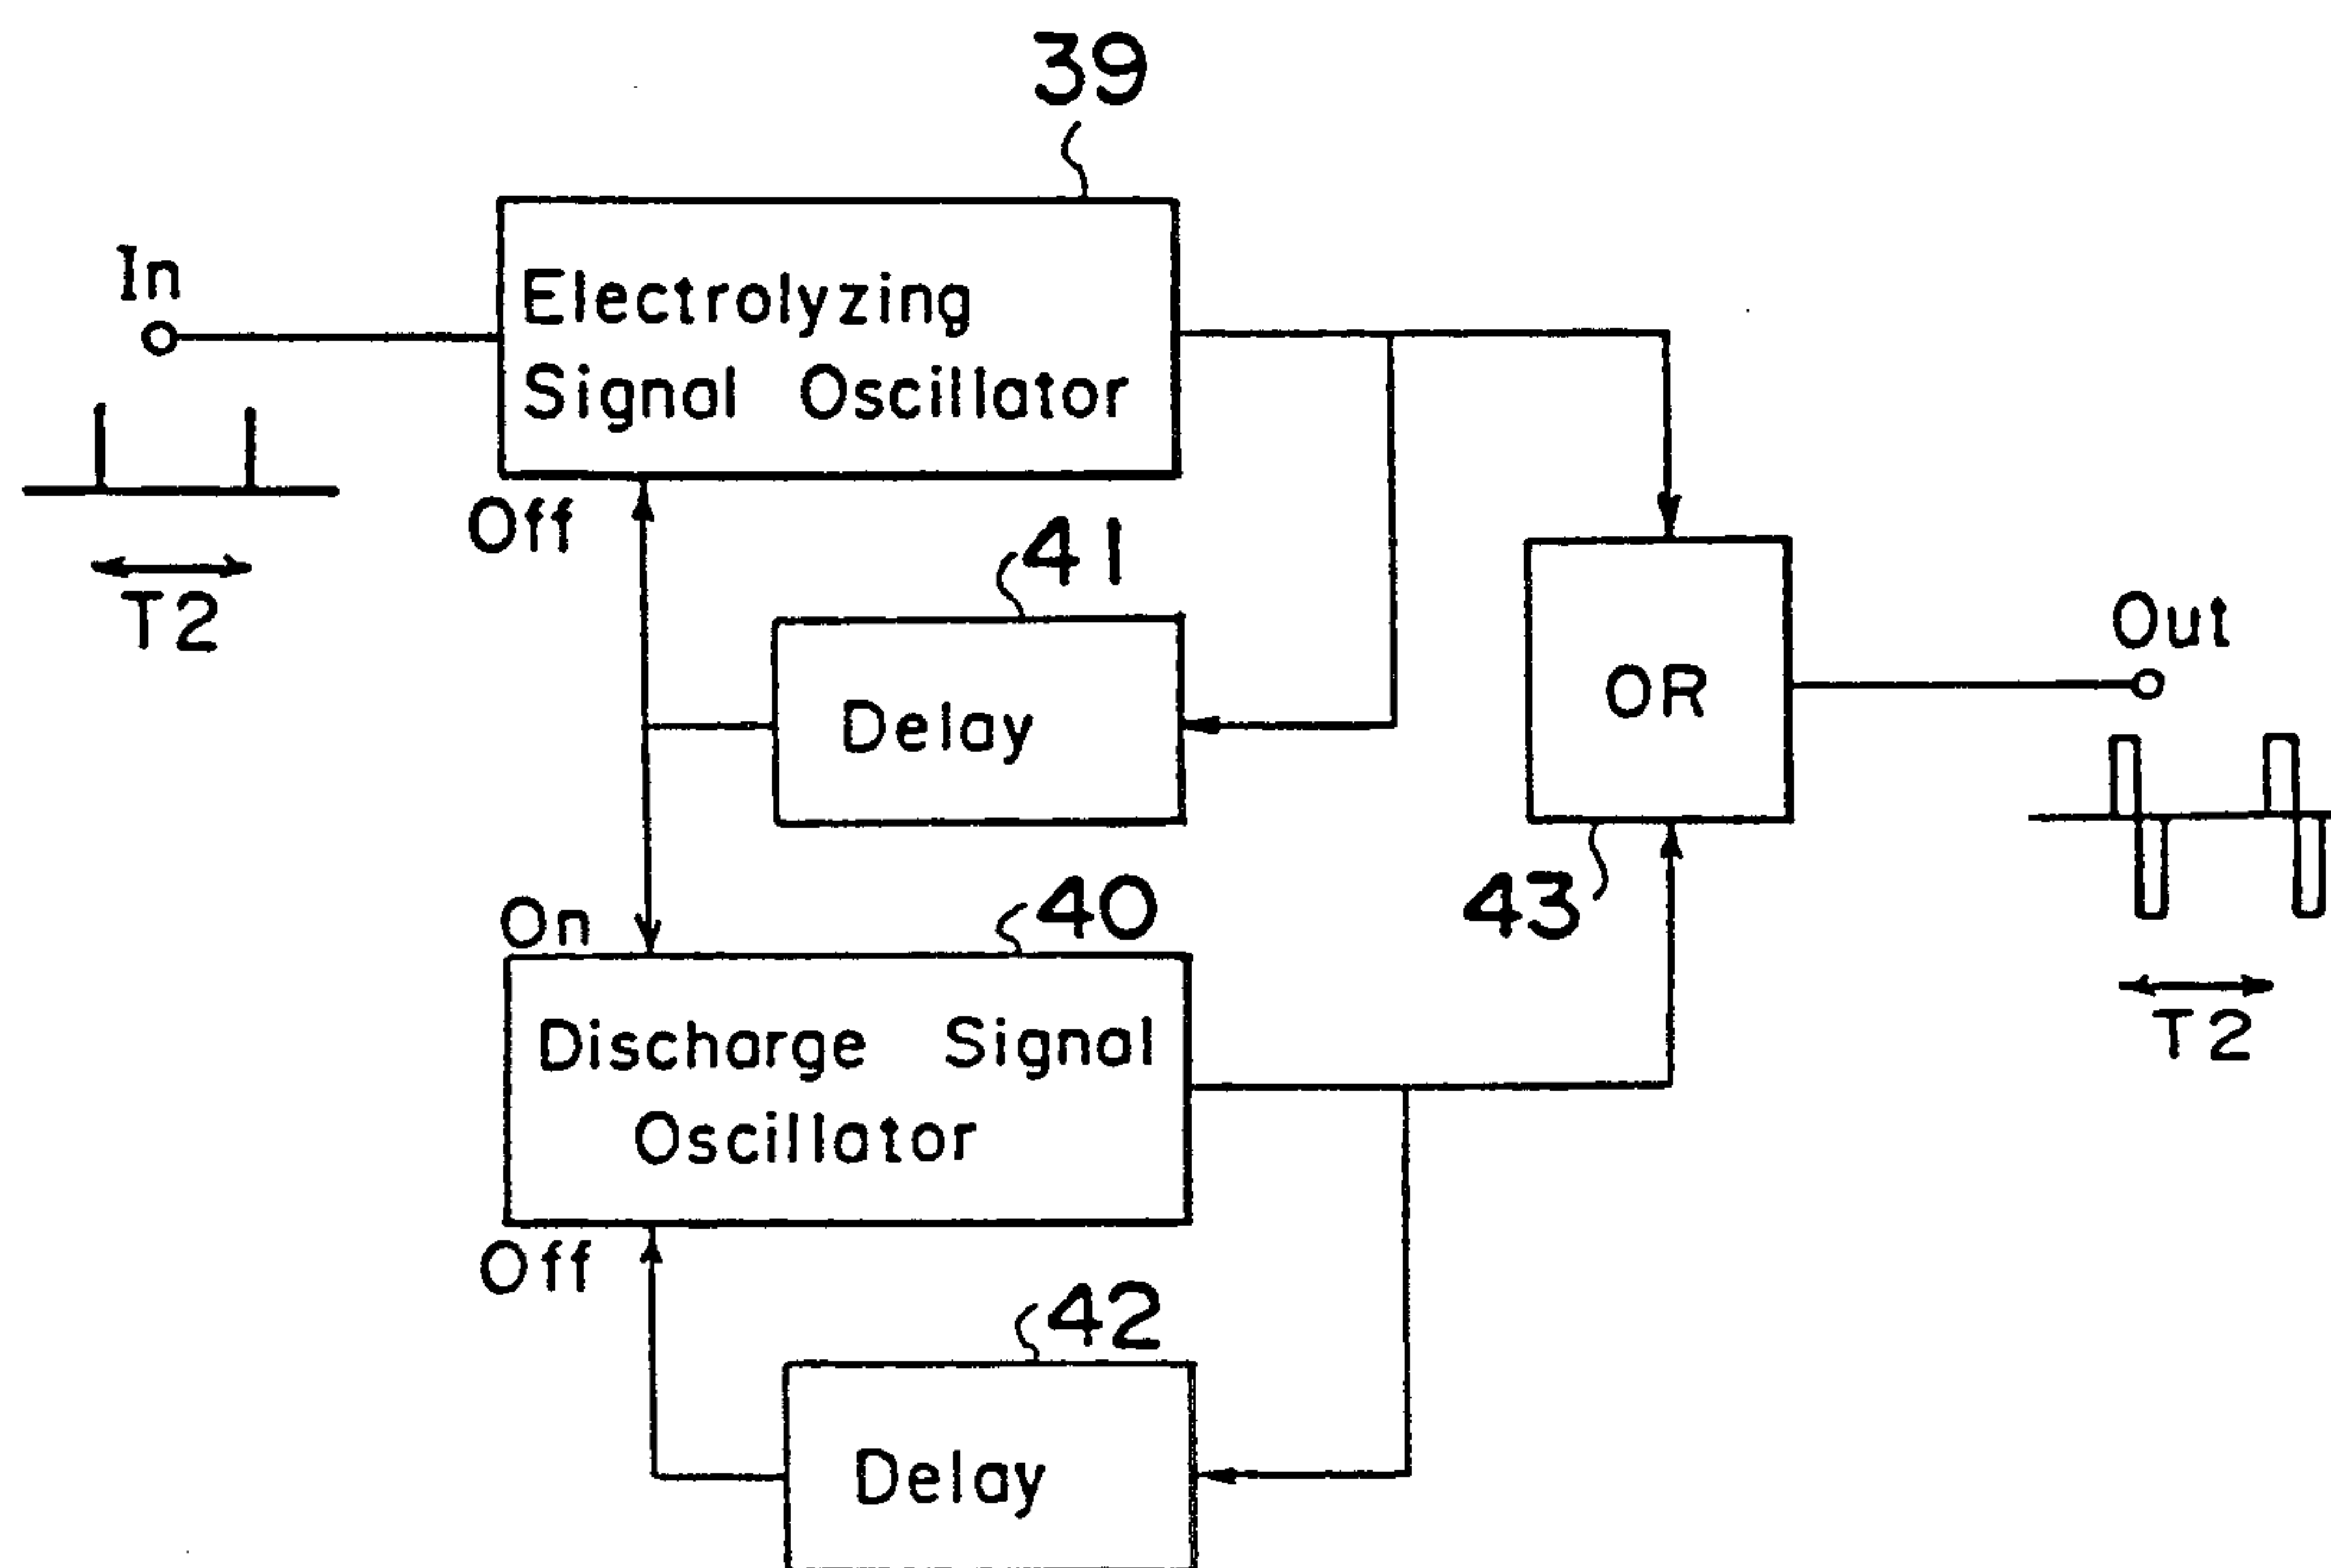 39
In
Electrolyzing
Signal Oscillator
Off
T2
41
Delay
OR
Out
On
40
43
T2
Discharge Signal
Oscillator
Off
42
Delay